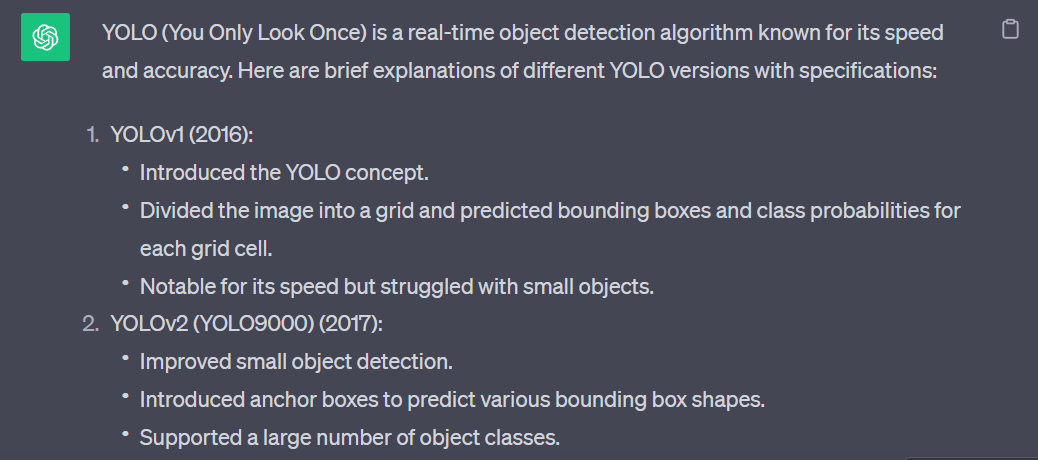 YOLO (You Only Look Once) is a real-time object detection algorithm known for its speed
and accuracy. Here are brief explanations of different YOLO versions with specifications:
1. YOLOv1 (2016):
• Introduced the YOLO concept.
• Divided the image into a grid and predicted bounding boxes and class probabilities for
each grid cell.
• Notable for its speed but struggled with small objects.
2. YOLOv2 (YOLO9000) (2017):
• Improved small object detection.
• Introduced anchor boxes to predict various bounding box shapes.
• Supported a large number of object classes.